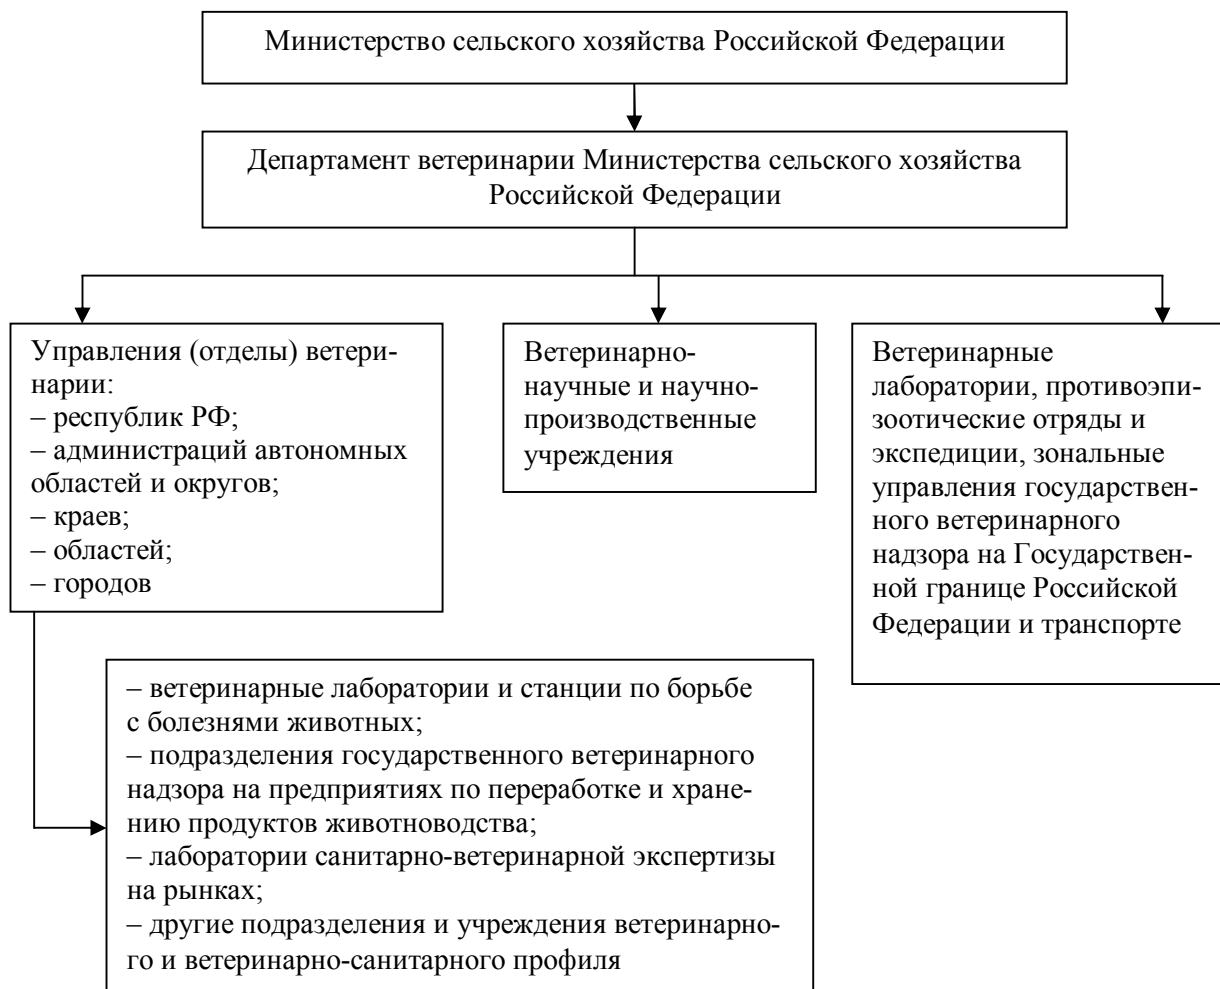 Министерство сельского хозяйства Российской Федерации
Департамент ветеринарии Министерства сельского хозяйства
Российской Федерации
Управления (отделы) ветери-
нарии:
– республик РФ;
– администраций автономных
областей и округов;
– краев;
– областей;
– городов
Ветеринарно-
научные и научно-
производственные
учреждения
Ветеринарные
лаборатории, противоэпи-
зоотические отряды и
экспедиции, зональные
управления государствен-
ного ветеринарного
надзора на Государствен-
ной границе Российской
Федерации и транспорте
– ветеринарные лаборатории и станции по борьбе
с болезнями животных;
– подразделения государственного ветеринарного
надзора на предприятиях по переработке и хране-
нию продуктов животноводства;
– лаборатории санитарно-ветеринарной экспертизы
на рынках;
– другие подразделения и учреждения ветеринарно-
го и ветеринарно-санитарного профиля